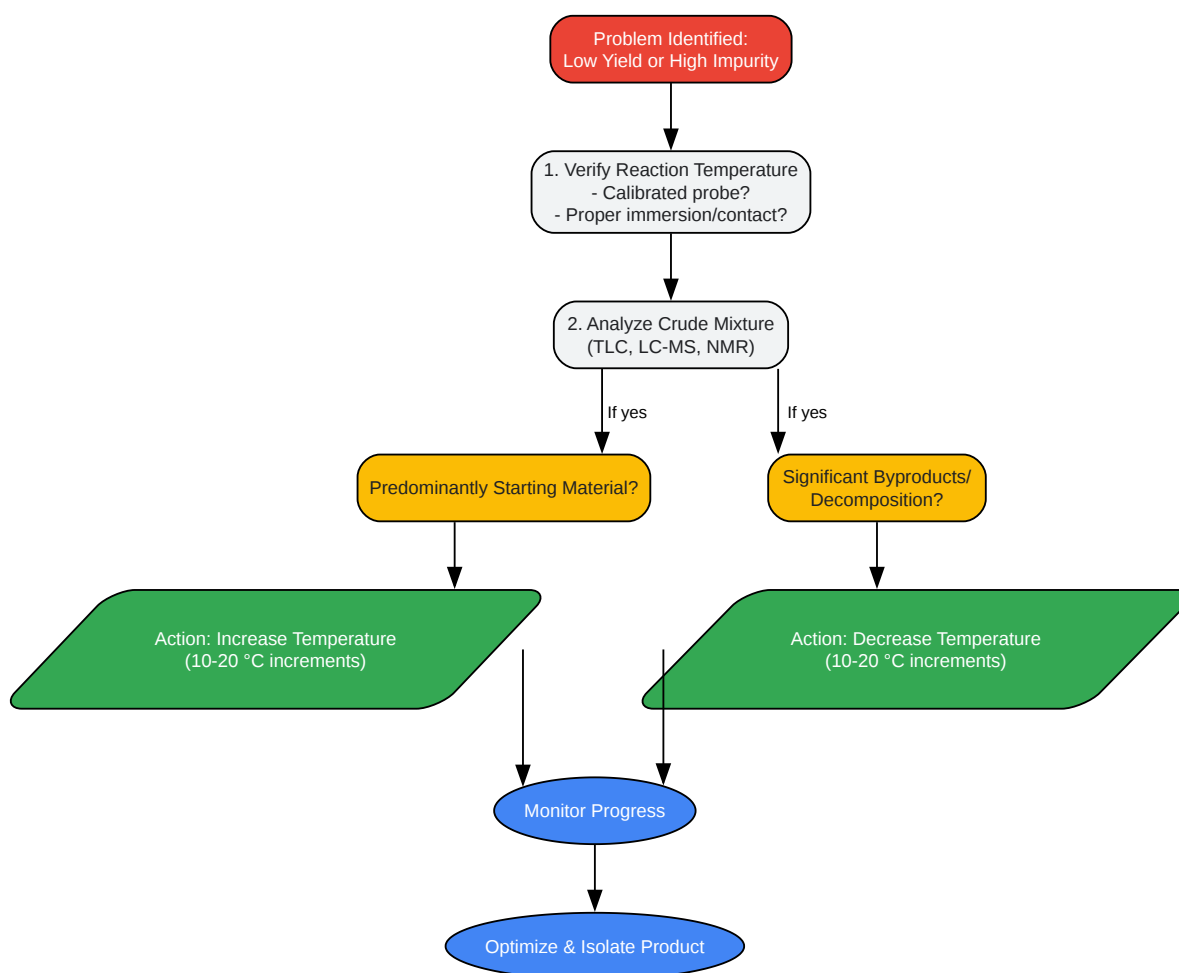 Problem Identified:
Low Yield or High Impurity
1. Verify Reaction Temperature
- Calibrated probe?
- Proper immersion/contact?
2. Analyze Crude Mixture
(TLC, LC-MS, NMR)
If yes
If yes
Predominantly Starting Material?
Significant Byproducts/
Decomposition?
Action: Increase Temperature
(10-20 °C increments)
Action: Decrease Temperature
(10-20 °C increments)
Monitor Progress
Optimize & Isolate Product